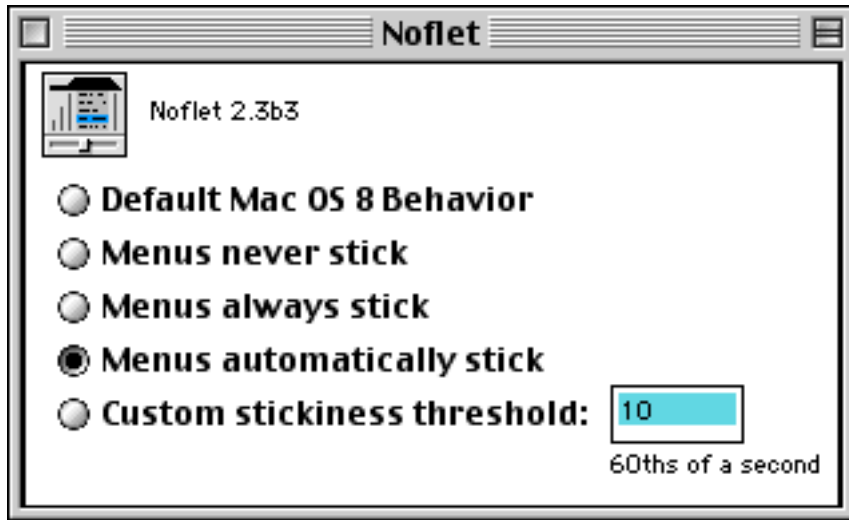 Noflet
Noflet 2.3b3
Default Mac OS 8 Behavior
Menus never stick
Menus always stick
Menus automatically stick
Custom stickiness threshold: 10
60ths of a second